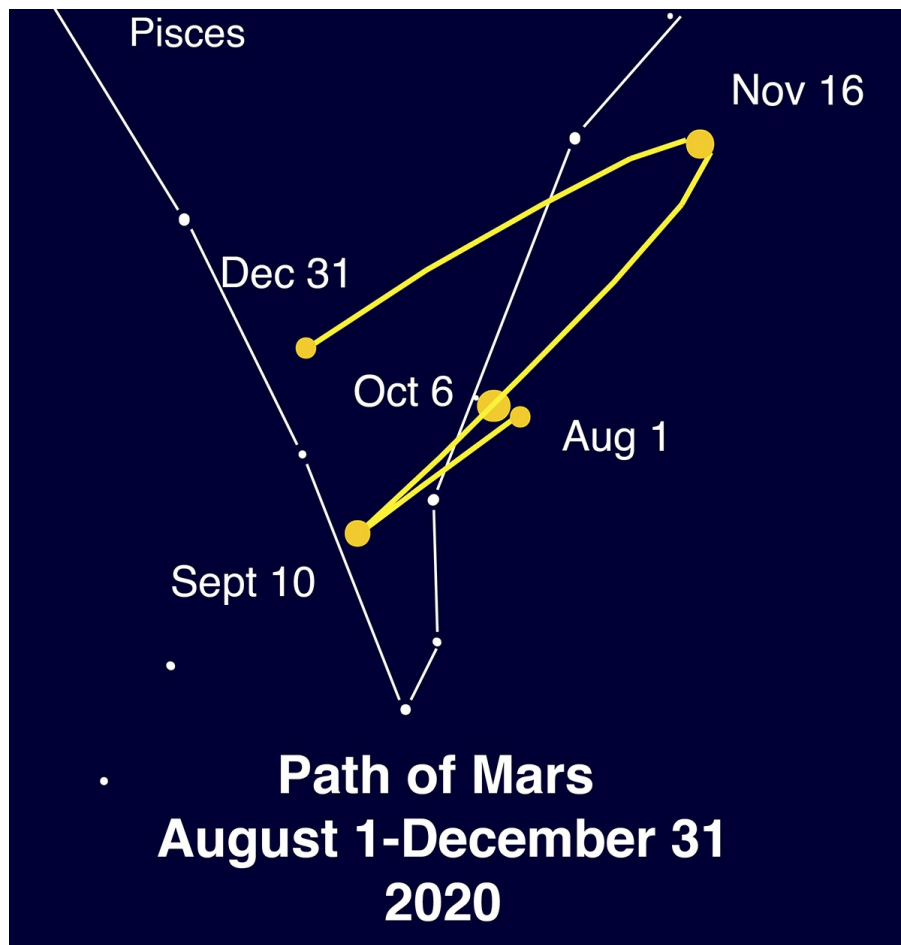 Pisces
Nov 16
Dec 31
Oct 6
Aug 1
Sept 10
Path of Mars
August 1-December 31
2020